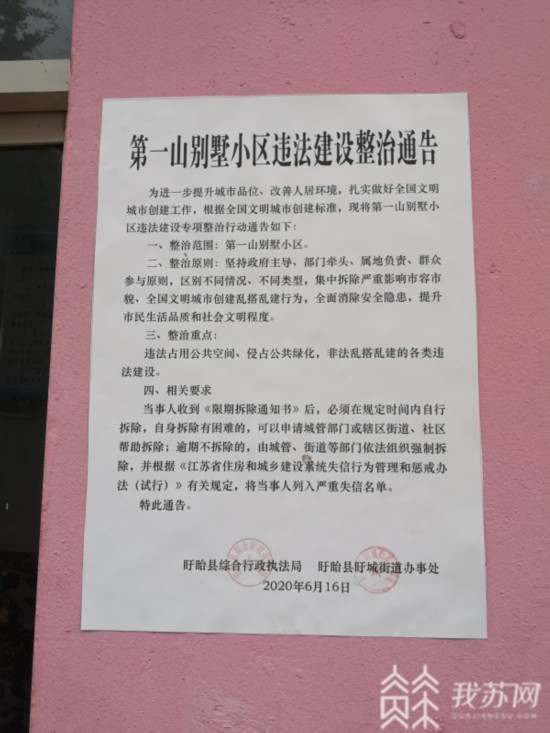 第一山别墅小区违法建设整治通告
为进一步提升城市品位、改善人居环境，扎实做好全国文明
城市创建工作，根据全国文明城市创建标准，现将第一山别墅小
区违法建设专项整治行动通告如下：
一、整治范围：第一山别墅小区。
二、整治原则：坚持政府主导、部门牵头、属地负责、群众
参与原则，区别不同情况、不同类型，集中拆除严重影响市容市
貌、全国文明城市创建乱搭乱建行为，全面消除安全隐患，提升
市民生活品质和社会文明程度。
三、整治重点：
违法占用公共空间、侵占公共绿化，非法乱搭乱建的各类违
法建设。
四、相关要求
当事人收到《限期拆除通知书》后，必须在规定时间内自行
拆除，自身拆除有困难的，可以申请城管部门或辖区街道、社区
帮助拆除；逾期不拆除的，由城管、街道等部门依法组织强制拆
除，并根据《江苏省住房和城乡建设系统失信行为管理和惩戒办
法（试行）》有关规定，将当事人列入严重失信名单。
特此通告。
盱眙县综合行政执法局 盱眙县盱城街道办事处
2020年6月16日
我苏网
OURJIANGSU.COM